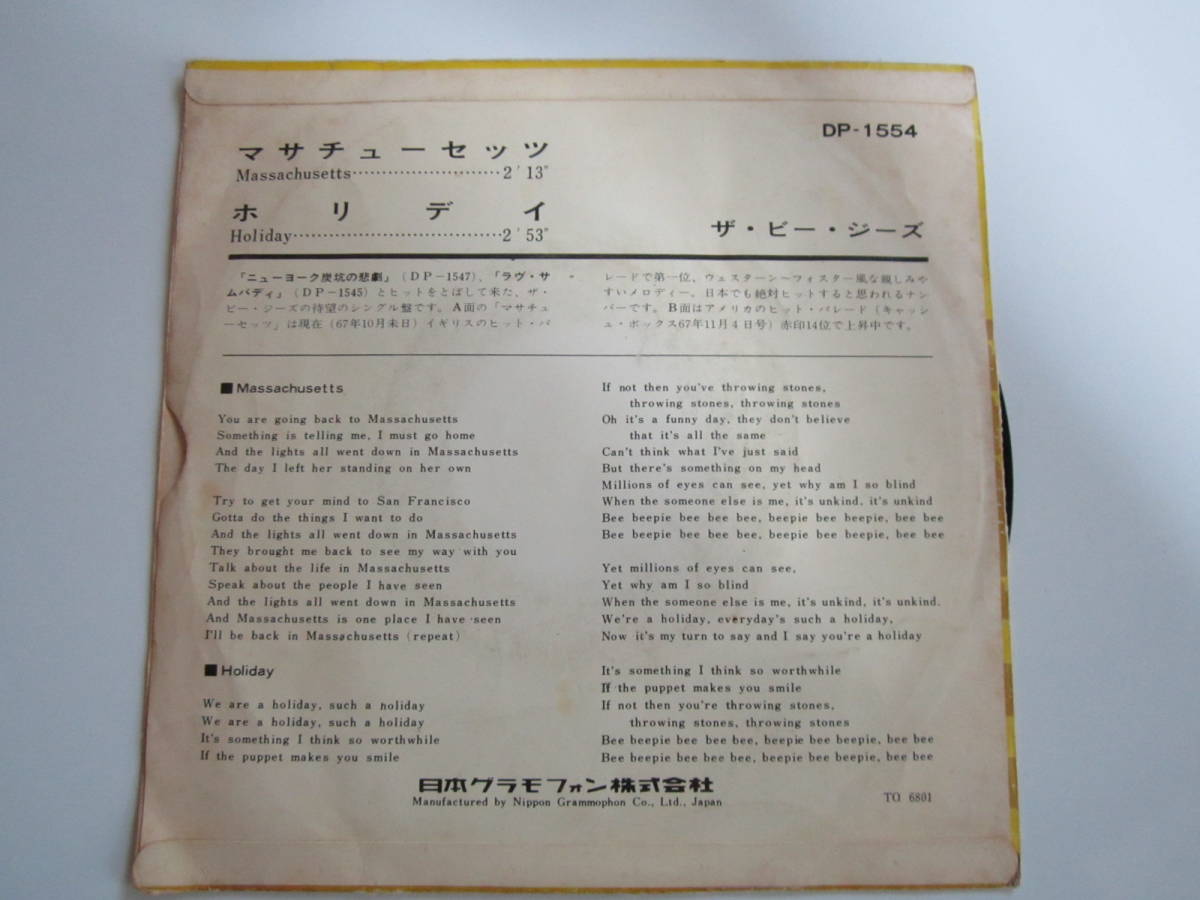 DP-1554
マサチューセッツ
Massachusetts························2′13″
ホリデイ
Holiday··································2′53″
ザ・ビー・ジーズ
「ニューヨーク炭坑の悲劇」(DP−1547)、「ラヴ・サ
ムバディ」(DP−1545)とヒットをとばして来た、ザ・
ビー・ジーズの待望のシングル盤です。A面の「マサチュ
ーセッツ」は現在(67年10月末日)イギリスのヒット・パ
レードで第一位、ウェスターン〜フィスター風な親しみや
すいメロディー。日本でも絶対ヒットすると思われるナン
バーです。B面はアメリカのヒット・パレード(キャッシ
ュ・ボックス67年11月4日号)赤印14位で上昇中です。
■Massachusetts
You are going back to Massachusetts
Something is telling me, I must go home
And the lights all went down in Massachusetts
The day I left her standing on her own
Try to get your mind to San Francisco
Gotta do the things I want to do
And the lights all went down in Massachusetts
They brought me back to see my way with you
Talk about the life in Massachusetts
Speak about the people I have seen
And the lights all went down in Massachusetts
And Massachusetts is one place I have seen
I'll be back in Massachusetts (repeat)
■Holiday
We are a holiday, such a holiday
We are a holiday, such a holiday
It's something I think so worthwhile
If the puppet makes you smile
If not then you've throwing stones,
throwing stones, throwing stones
Oh it's a funny day, they don't believe
that it's all the same
Can't think what I've just said
But there's something on my head
Millions of eyes can see, yet why am I so blind
When the someone else is me, it's unkind. it's unkind
Bee beepie bee bee bee, beepie bee beepie, bee bee
Bee beepie bee bee bee, beepie bee beepie, bee bee
Yet millions of eyes can see,
Yet why am I so blind
When the someone else is me, it's unkind, it's unkind.
We're a holiday, everyday's such a holiday,
Now it's my turn to say and I say you're a holiday
It's something I think so worthwhile
If the puppet makes you smile
If not then you're throwing stones,
throwing stones, throwing stones
Bee beepie bee bee bee, beepie bee beepie, bee bee
Bee beepie bee bee bee, beepie bee beepie, bee bee
日本グラモフォン株式会社
Manufactured by Nippon Grammophon Co., Ltd., Japan
TO 6801